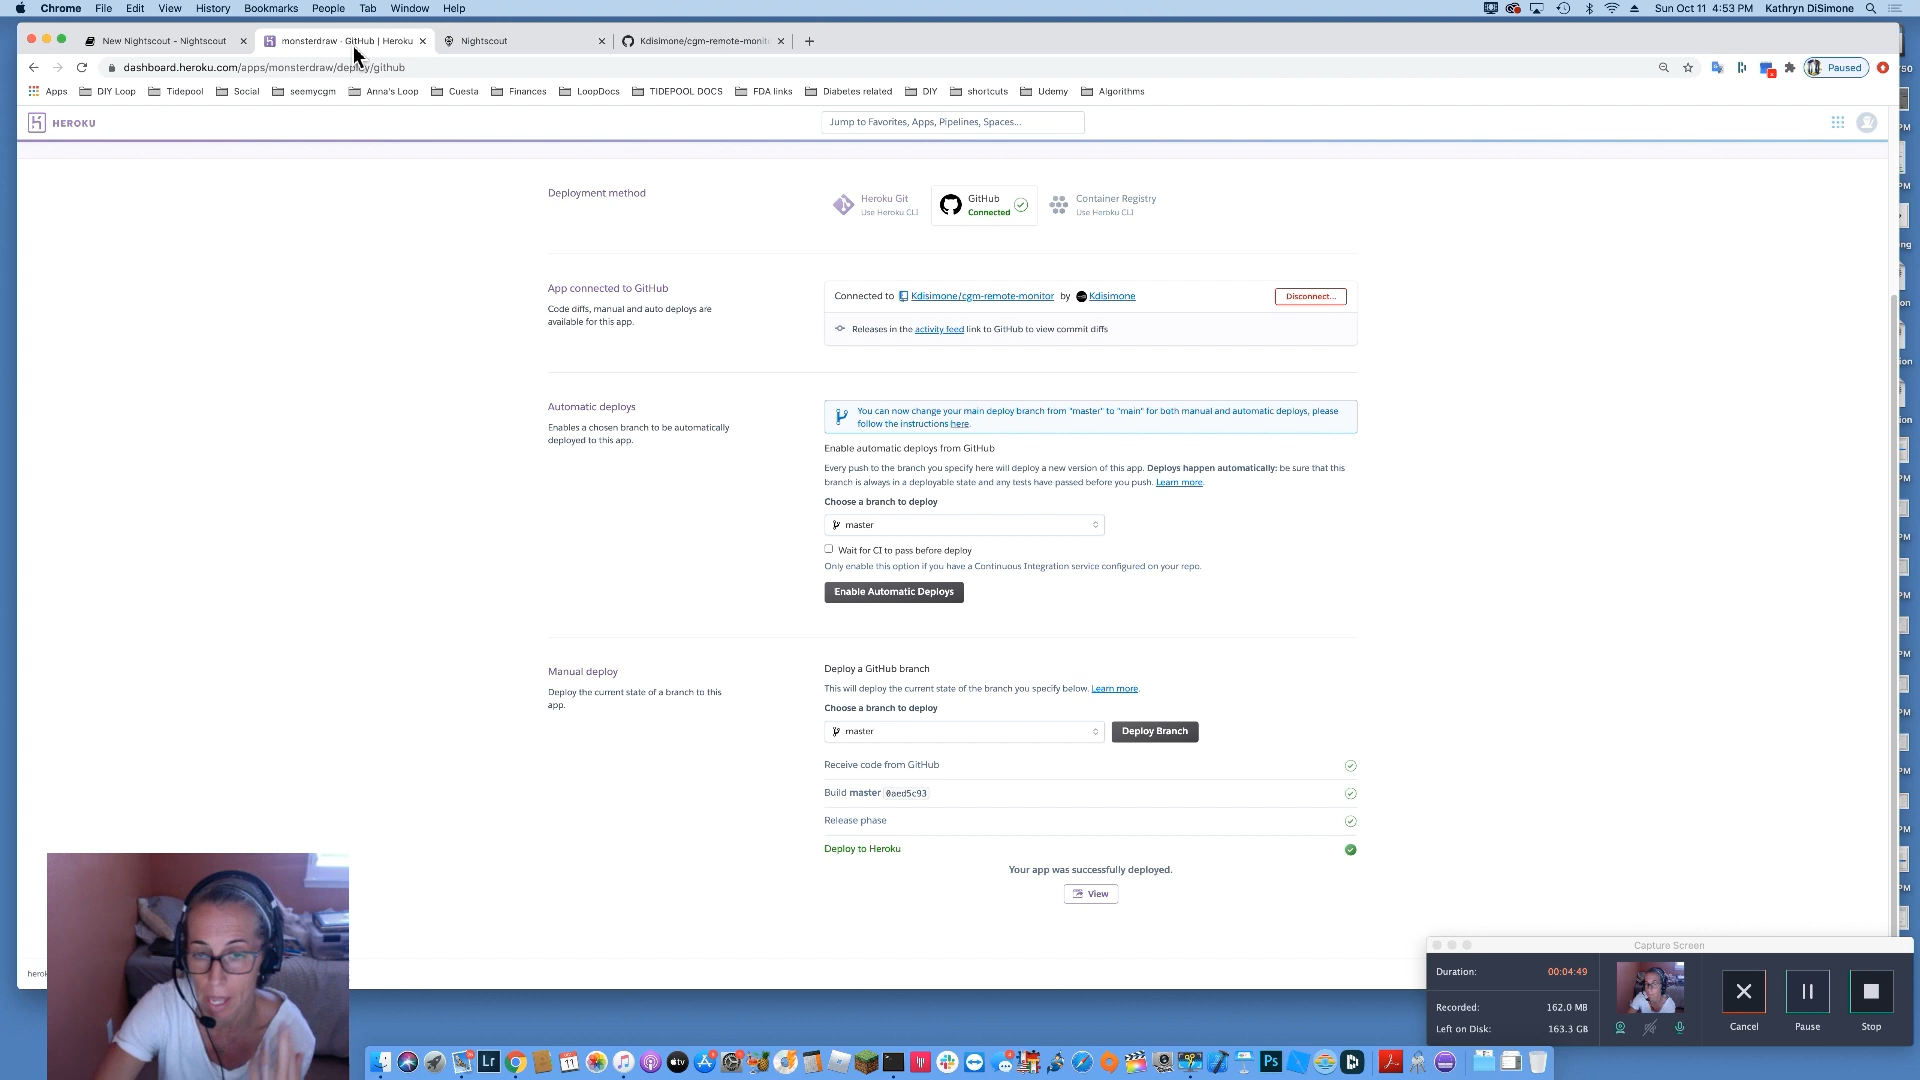 Chrome File Edit View History Bookmarks People Tab Window Help
Sun Oct 11 4:53 PM Kathryn DiSimone
New Nightscout - Nightscout
monsterdraw · GitHub | Heroku
Nightscout
Kdisimone/cgm-remote-monit
dashboard.heroku.com/apps/monsterdraw/deploy/github
Paused
Apps DIY Loop Tidepool Social seemycgm Anna's Loop Cuesta Finances LoopDocs TIDEPOOL DOCS FDA links Diabetes related DIY shortcuts Udemy Algorithms
HEROKU
Jump to Favorites, Apps, Pipelines, Spaces...
Deployment method
Heroku Git
Use Heroku CLI
GitHub
Connected
Container Registry
Use Heroku CLI
App connected to GitHub
Code diffs, manual and auto deploys are
available for this app.
Connected to Kdisimone/cgm-remote-monitor by Kdisimone
Disconnect...
Releases in the activity feed link to GitHub to view commit diffs
Automatic deploys
Enables a chosen branch to be automatically
deployed to this app.
You can now change your main deploy branch from "master" to "main" for both manual and automatic deploys, please
follow the instructions here.
Enable automatic deploys from GitHub
Every push to the branch you specify here will deploy a new version of this app. Deploys happen automatically: be sure that this
branch is always in a deployable state and any tests have passed before you push. Learn more.
Choose a branch to deploy
master
Wait for CI to pass before deploy
Only enable this option if you have a Continuous Integration service configured on your repo.
Enable Automatic Deploys
Manual deploy
Deploy the current state of a branch to this
app.
Deploy a GitHub branch
This will deploy the current state of the branch you specify below. Learn more.
Choose a branch to deploy
master
Deploy Branch
Receive code from GitHub
Build master 0aed5c93
Release phase
Deploy to Heroku
Your app was successfully deployed.
View
herok
Capture Screen
Duration: 00:04:49
Recorded: 162.0 MB
Left on Disk: 163.3 GB
Cancel
Pause
Stop